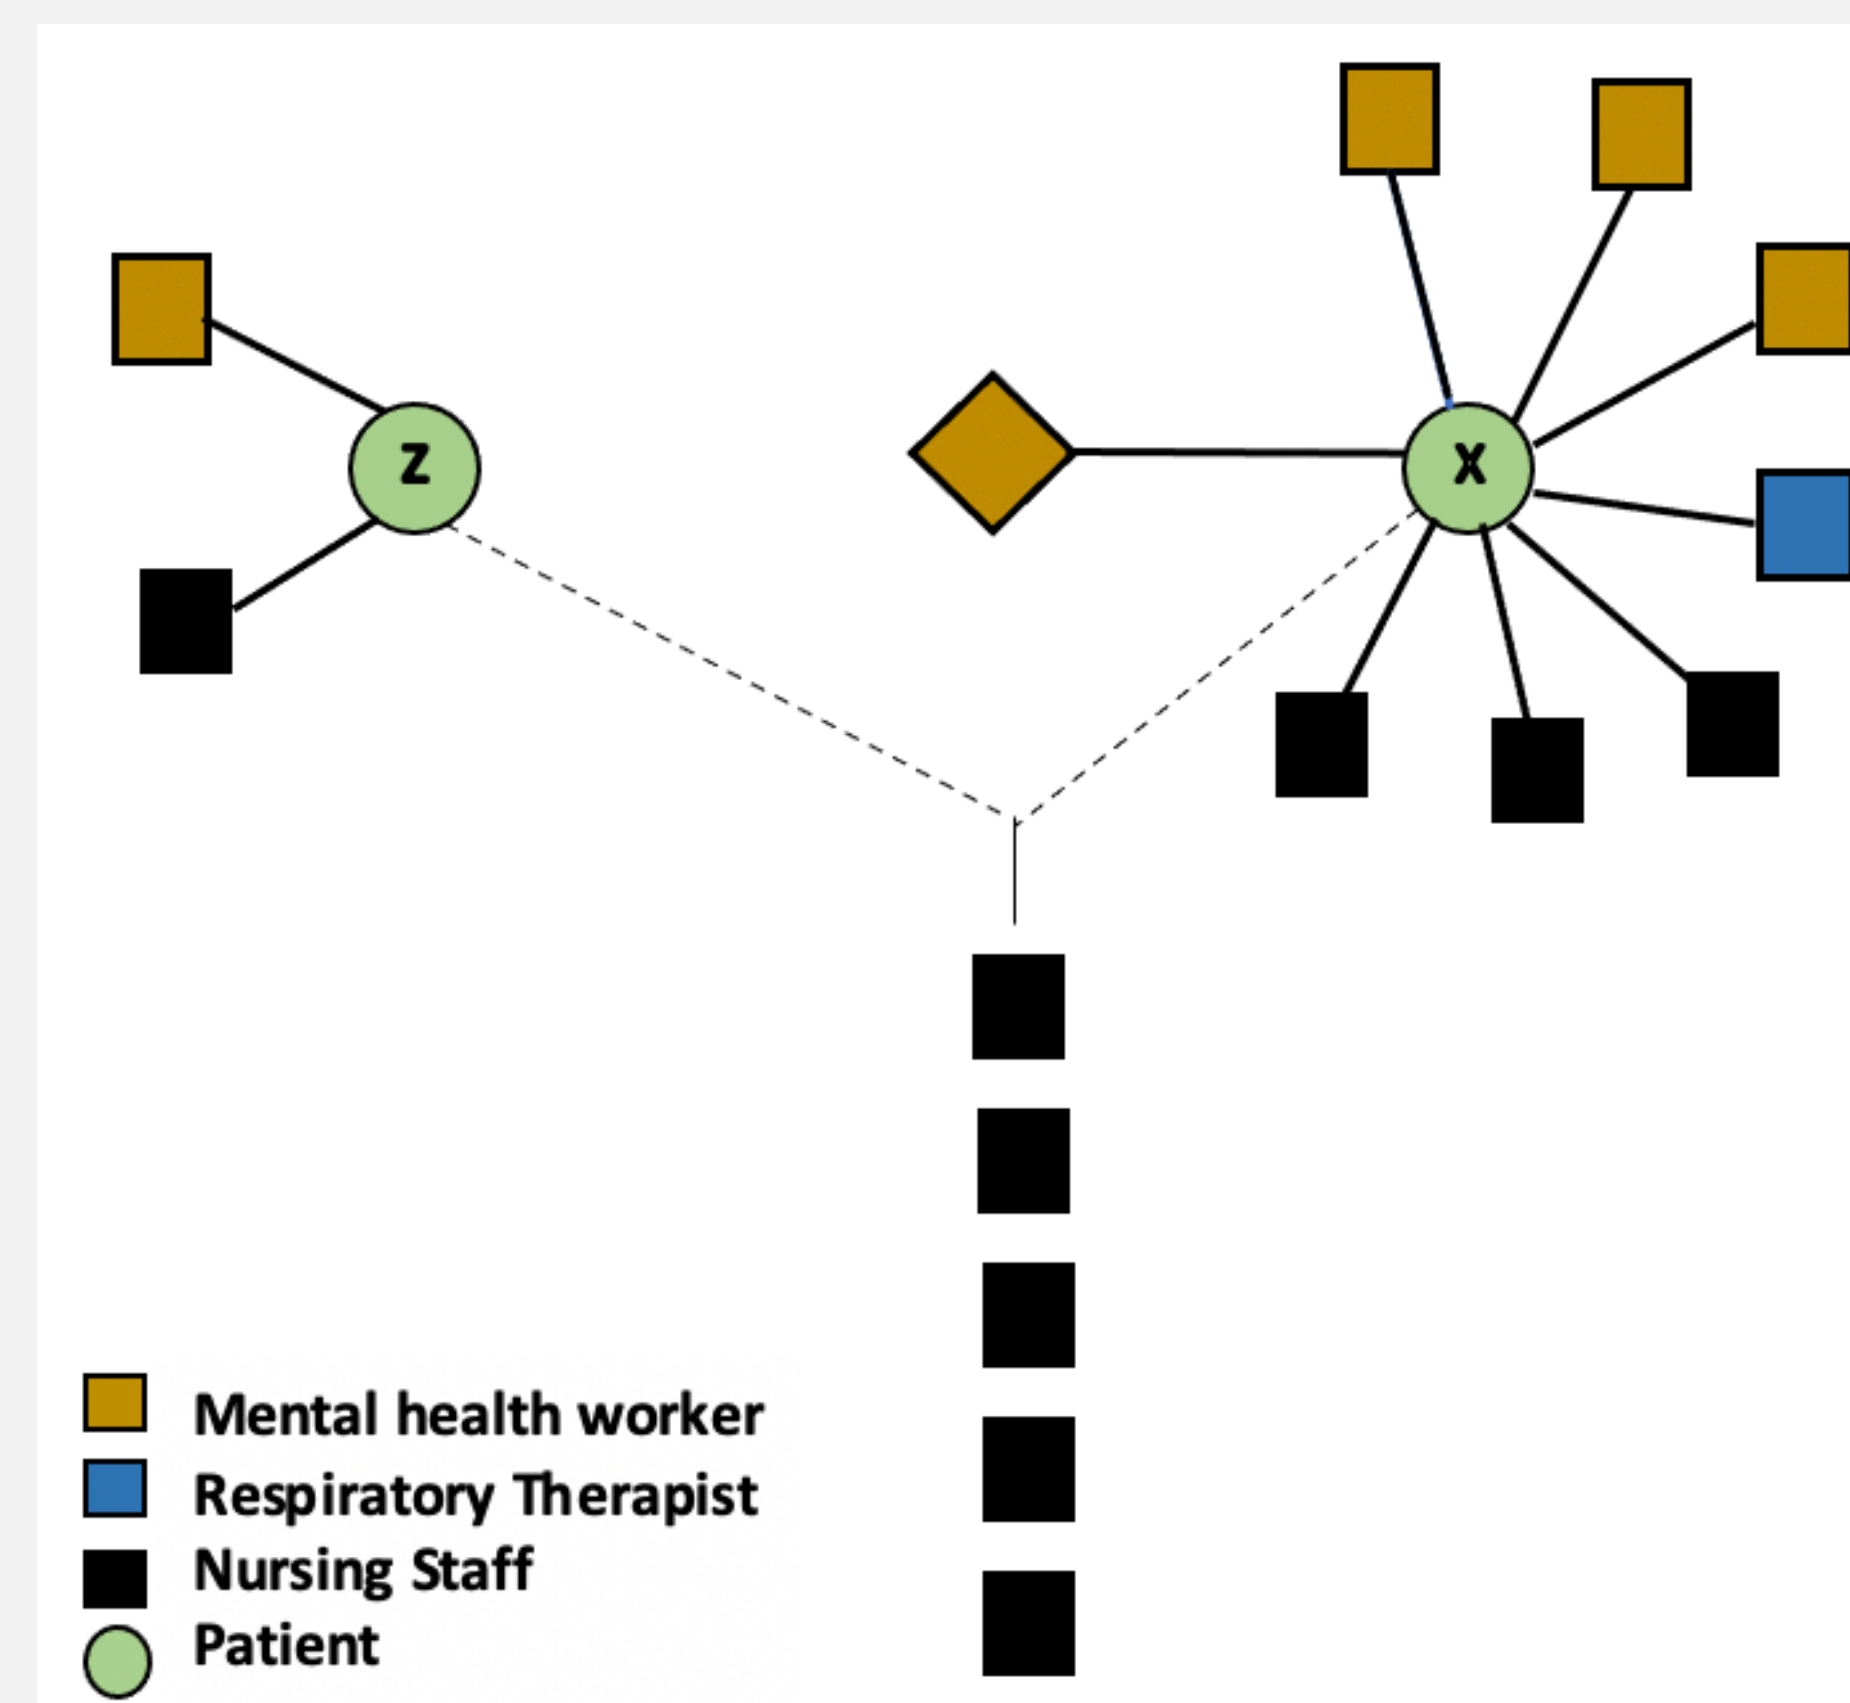 Z
X
Mental health worker
Respiratory Therapist
Nursing Staff
Patient